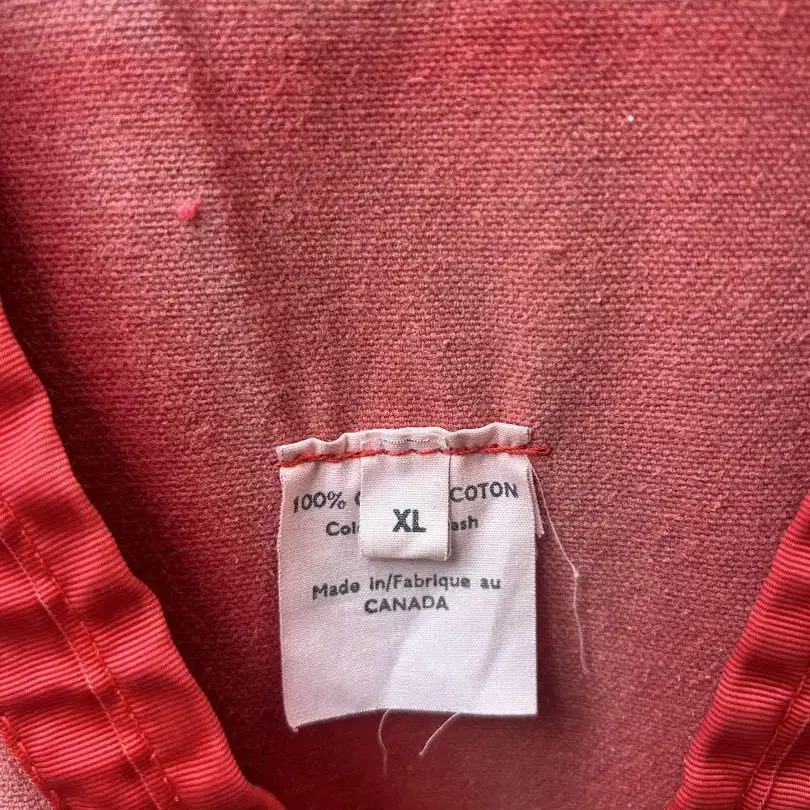 100% COTON
XL
Made in/Fabrique au
CANADA